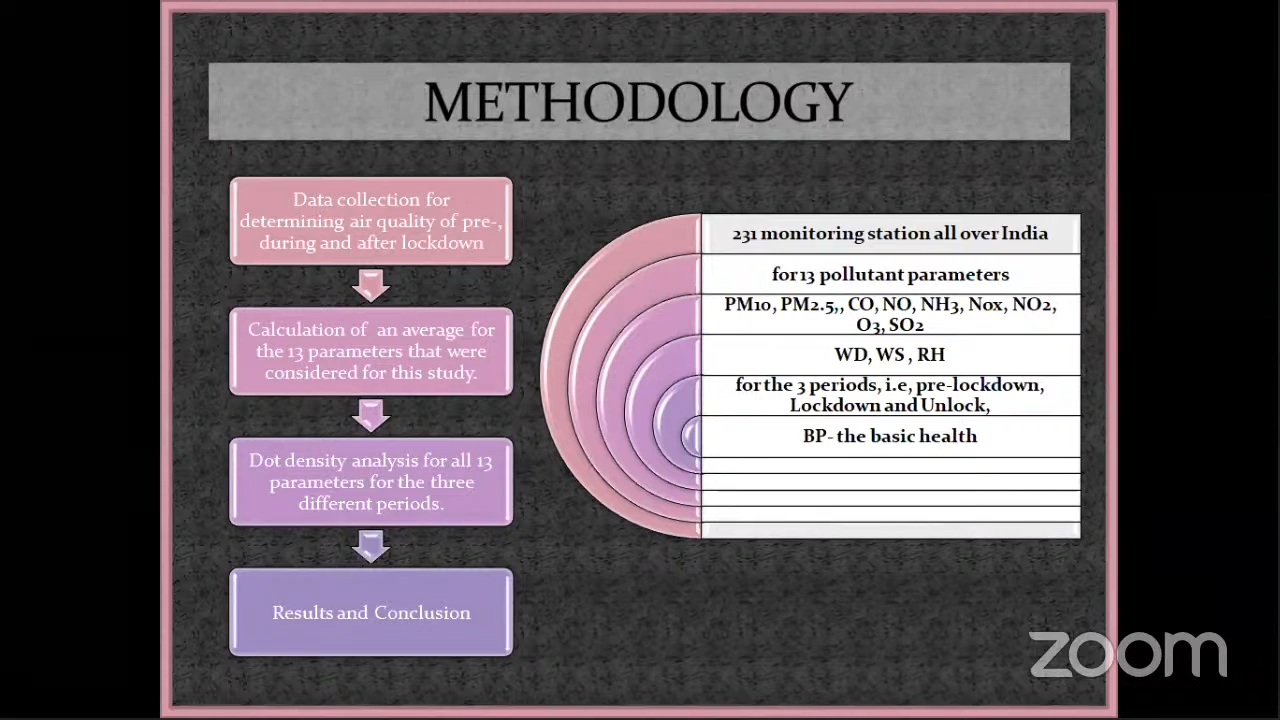 METHODOLOGY
Data collection for
determining air quality of pre-,
during and after lockdown
Calculation of an average for
the 13 parameters that were
considered for this study.
Dot density analysis for all 13
parameters for the three
different periods.
Results and Conclusion
231 monitoring station all over India
for 13 pollutant parameters
PM10, PM2.5,, CO, NO, NH3, Nox, NO2,
O3, SO2
WD, WS , RH
for the 3 periods, i.e, pre-lockdown,
Lockdown and Unlock,
BP- the basic health
zoom